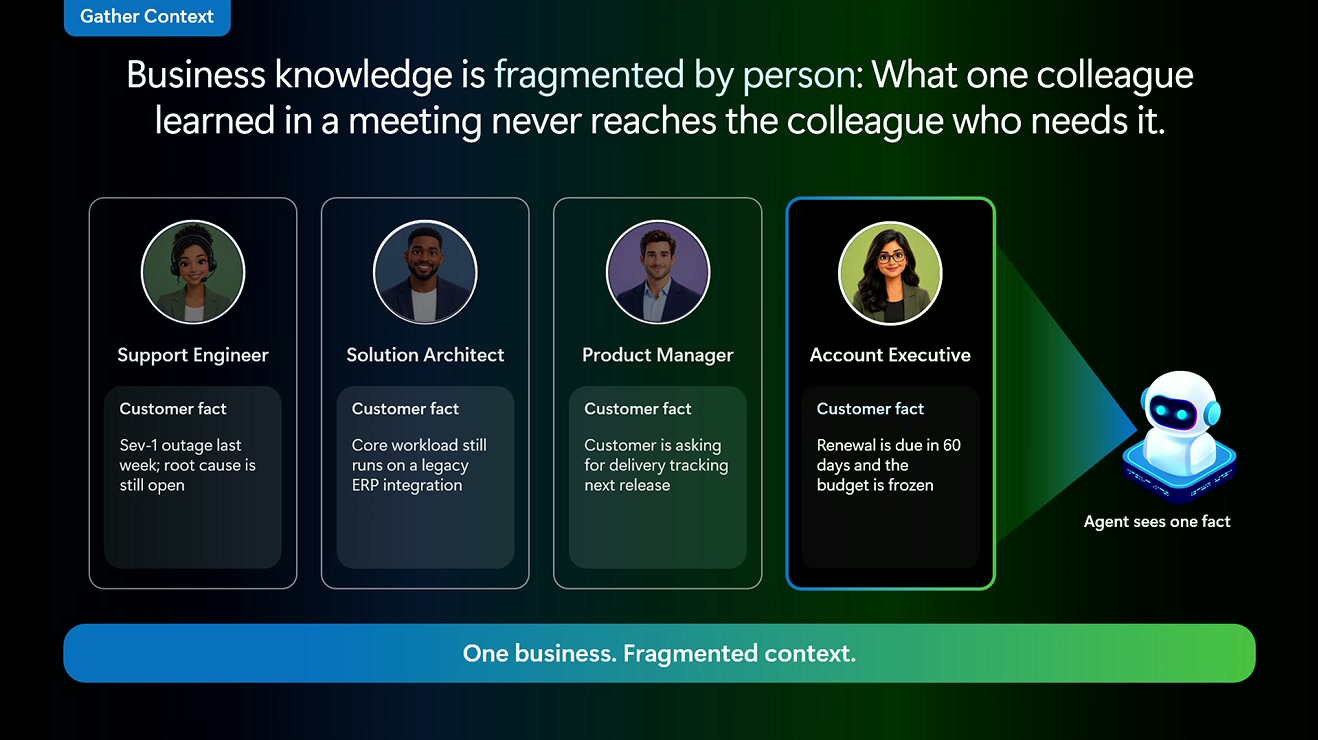 Gather Context
Business knowledge is fragmented by person: What one colleague
learned in a meeting never reaches the colleague who needs it.
Support Engineer
Customer fact
Sev-1 outage last
week; root cause is
still open
Solution Architect
Customer fact
Core workload still
runs on a legacy
ERP integration
Product Manager
Customer fact
Customer is asking
for delivery tracking
next release
Account Executive
Customer fact
Renewal is due in 60
days and the
budget is frozen
Agent sees one fact
One business. Fragmented context.